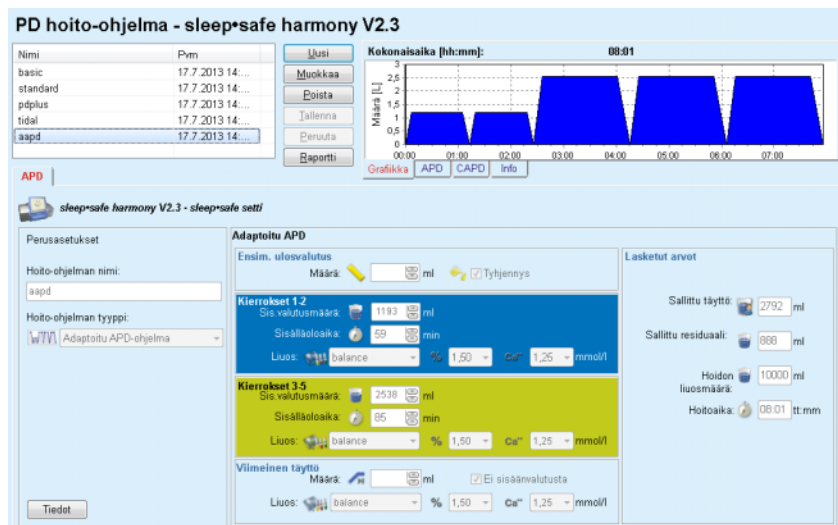 PD hoito-ohjelma - sleep•safe harmony V2.3
Nimi Pvm
basic 17.7.2013 14:...
standard 17.7.2013 14:...
pdplus 17.7.2013 14:...
tidal 17.7.2013 14:...
aapd 17.7.2013 14:...
Uusi
Muokkaa
Poista
Tallenna
Peruuta
Raportti
Kokonaisaika [hh:mm]: 08:01
Määrä [L]
3
2,5
2
1,5
1
0,5
0
00:00 01:00 02:00 03:00 04:00 05:00 06:00 07:00
Grafiikka APD CAPD Info
APD
sleep•safe harmony V2.3 - sleep•safe setti
Perusasetukset
Hoito-ohjelman nimi:
aapd
Hoito-ohjelman tyyppi:
Adaptoitu APD-ohjelma
Tiedot
Adaptoitu APD
Ensim. ulosvalutus
Määrä: ml Tyhjennys
Kierrokset 1-2
Sis.valutusmäärä: 1193 ml
Sisälläoloaika: 59 min
Liuos: balance % 1,50 Ca++ 1,25 mmol/l
Kierrokset 3-5
Sis.valutusmäärä: 2538 ml
Sisälläoloaika: 85 min
Liuos: balance % 1,50 Ca++ 1,25 mmol/l
Viimeinen täyttö
Määrä: ml Ei sisäänvalutusta
Liuos: balance % 1,50 Ca++ 1,25 mmol/l
Lasketut arvot
Sallittu täyttö: 2792 ml
Sallittu residuaali: 888 ml
Hoidon liuosmäärä: 10000 ml
Hoitoaika: 08:01 tt:mm